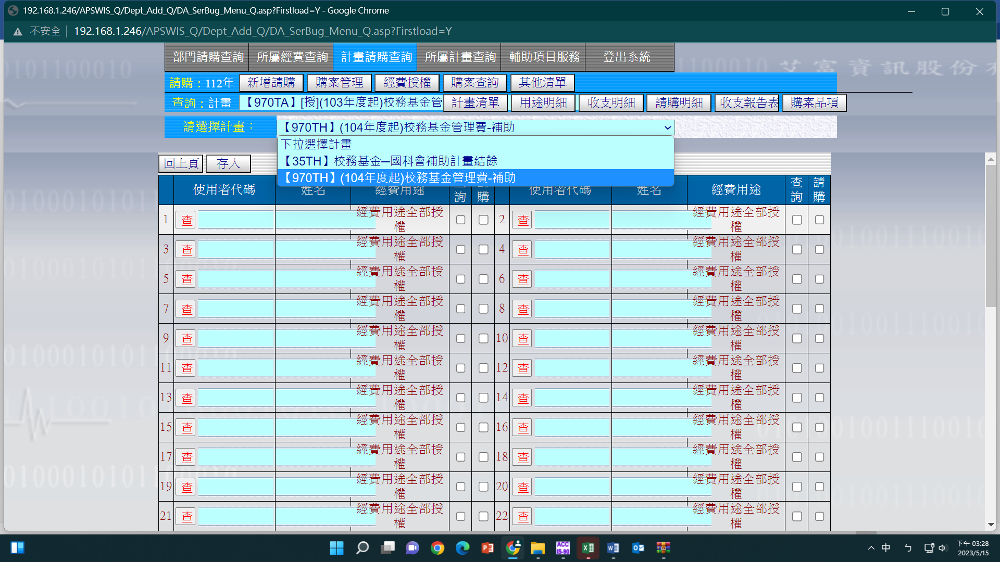 192.168.1.246/APSWIS_Q/Dept_Add_Q/DA_SerBug_Menu_Q.asp?Firstload=Y - Google Chrome
不安全 192.168.1.246/APSWIS_Q/Dept_Add_Q/DA_SerBug_Menu_Q.asp?Firstload=Y
部門請購查詢 所屬經費查詢 計畫請購查詢 所屬計畫查詢 輔助項目服務 登出系統
艾富資訊股份有
請購：112年 新增請購 購案管理 經費授權 購案查詢 其他清單
查詢：計畫 【970TA】[授](103年度起)校務基金管 計畫清單 用途明細 收支明細 請購明細 收支報告表 購案品項
請選擇計畫： 【970TH】(104年度起)校務基金管理費-補助
下拉選擇計畫
【35TH】校務基金─國科會補助計畫結餘
【970TH】(104年度起)校務基金管理費-補助
回上頁 存入
使用者代碼 姓名 經費用途 查詢 請購 使用者代碼 姓名 經費用途 查詢 請購
1 查 經費用途全部授權 2 查 經費用途全部授權
3 查 經費用途全部授權 4 查 經費用途全部授權
5 查 經費用途全部授權 6 查 經費用途全部授權
7 查 經費用途全部授權 8 查 經費用途全部授權
9 查 經費用途全部授權 10 查 經費用途全部授權
11 查 經費用途全部授權 12 查 經費用途全部授權
13 查 經費用途全部授權 14 查 經費用途全部授權
15 查 經費用途全部授權 16 查 經費用途全部授權
17 查 經費用途全部授權 18 查 經費用途全部授權
19 查 經費用途全部授權 20 查 經費用途全部授權
21 查 經費用途全部授權 22 查 經費用途全部授權
ACC
IS-90
中 ㄣ 下午 03:28
2023/5/15